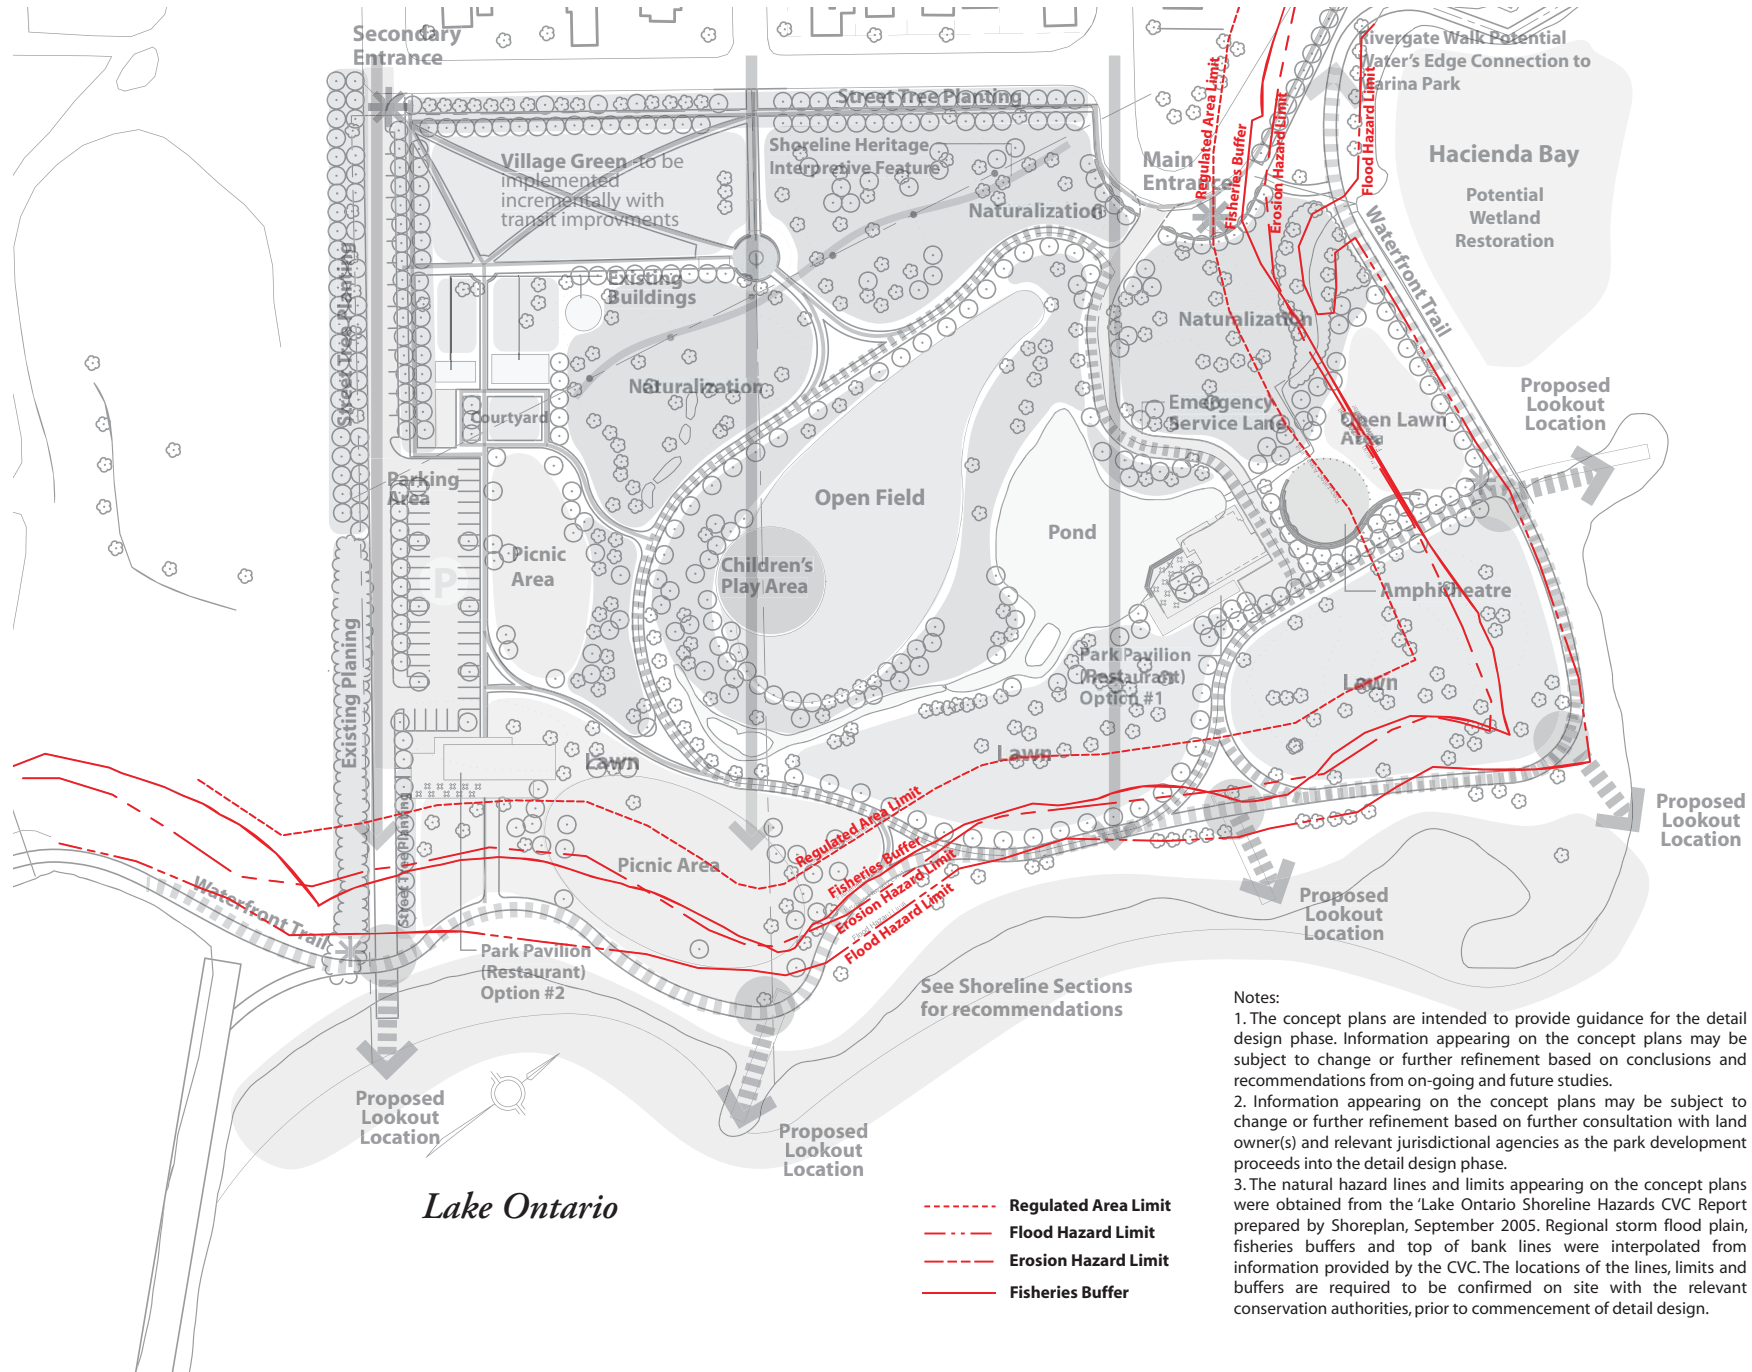 Secondary
Entrance
Rivergate Walk Potential
Water's Edge Connection to
Marina Park
Street Tree Planting
Shoreline Heritage
Interpretive Feature
Village Green - to be
implemented
incrementally with
transit improvments
Main
Entrance
Regulated Area Limit
Fisheries Buffer
Erosion Hazard Limit
Flood Hazard Limit
Hacienda Bay
Potential
Wetland
Restoration
Naturalization
Waterfront Trail
Existing
Buildings
Street Tree Planting
Naturalization
Naturalization
Courtyard
Emergency
Service Lane
Open Lawn
Area
Proposed
Lookout
Location
Parking
Area
Open Field
Pond
Picnic
Area
P
Children's
Play Area
Amphitheatre
Existing Planing
Park Pavilion
(Restaurant)
Option #1
Lawn
Lawn
Lawn
Street Tree Planting
Proposed
Lookout
Location
Regulated Area Limit
Fisheries Buffer
Erosion Hazard Limit
Flood Hazard Limit
Flood Hazard Limit
Picnic Area
Waterfront Trail
Proposed
Lookout
Location
Park Pavilion
(Restaurant)
Option #2
See Shoreline Sections
for recommendations
Proposed
Lookout
Location
Proposed
Lookout
Location
Lake Ontario
Regulated Area Limit
Flood Hazard Limit
Erosion Hazard Limit
Fisheries Buffer
Notes:
1. The concept plans are intended to provide guidance for the detail
design phase. Information appearing on the concept plans may be
subject to change or further refinement based on conclusions and
recommendations from on-going and future studies.
2. Information appearing on the concept plans may be subject to
change or further refinement based on further consultation with land
owner(s) and relevant jurisdictional agencies as the park development
proceeds into the detail design phase.
3. The natural hazard lines and limits appearing on the concept plans
were obtained from the 'Lake Ontario Shoreline Hazards CVC Report
prepared by Shoreplan, September 2005. Regional storm flood plain,
fisheries buffers and top of bank lines were interpolated from
information provided by the CVC. The locations of the lines, limits and
buffers are required to be confirmed on site with the relevant
conservation authorities, prior to commencement of detail design.